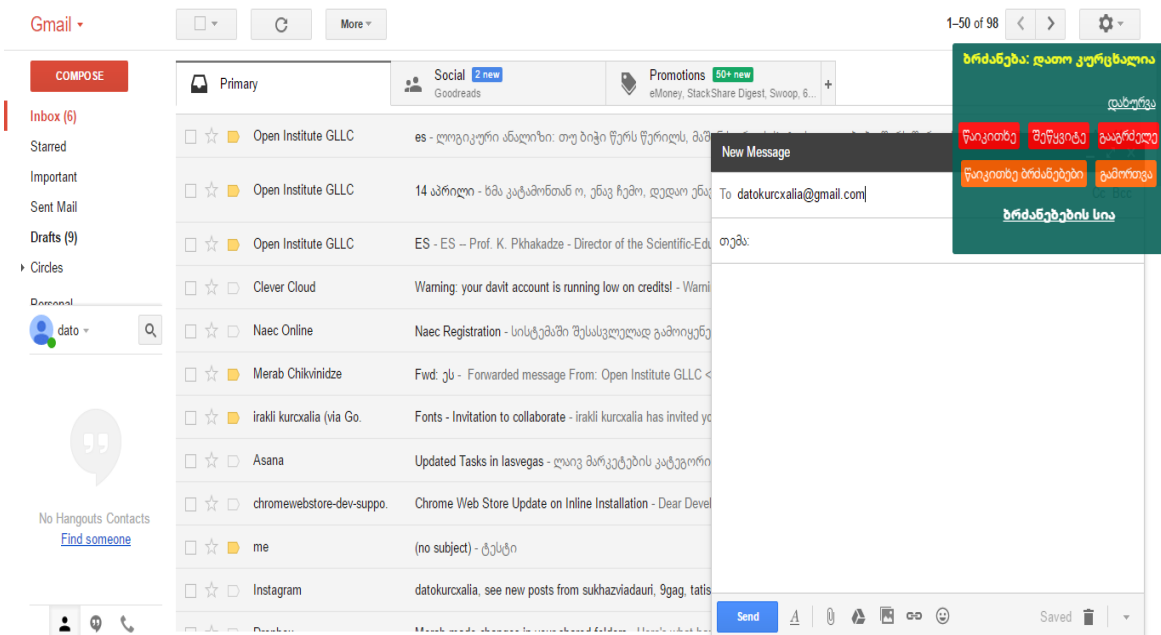 Gmail
More
1–50 of 98
COMPOSE
Inbox (6)
Starred
Important
Sent Mail
Drafts (9)
Circles
Personal
dato
No Hangouts Contacts
Find someone
Primary
Social 2 new
Goodreads
Promotions 50+ new
eMoney, StackShare Digest, Swoop, 6...
+
Open Institute GLLC es - ლოგიკური ანალიზი: თუ ბიჭი წერს წერილს, მაშ
Open Institute GLLC 14 აპრილი - ხმა კატამონთან ო, ენავ ჩემო, დედაო ენავ
Open Institute GLLC ES - ES – Prof. K. Pkhakadze - Director of the Scientific-Edu
Clever Cloud Warning: your davit account is running low on credits! - Warni
Naec Online Naec Registration - სისტემაში შესასვლელად გამოიყენე
Merab Chikvinidze Fwd: ეს - Forwarded message From: Open Institute GLLC <
irakli kurcxalia (via Go. Fonts - Invitation to collaborate - irakli kurcxalia has invited yo
Asana Updated Tasks in lasvegas - ლაივ მარკეტების კატეგორი
chromewebstore-dev-suppo. Chrome Web Store Update on Inline Installation - Dear Devel
me (no subject) - ტესტი
Instagram datokurcxalia, see new posts from sukhazviadauri, 9gag, tatis
New Message
To datokurcxalia@gmail.com
Cc Bcc
თემა:
Send
Saved
ბრძანება: დათო კურცხალია
დახურვა
წაიკითხე შეწყვიტე გააგრძელე
წაიკითხე ბრძანებები გამორთვა
ბრძანებების სია